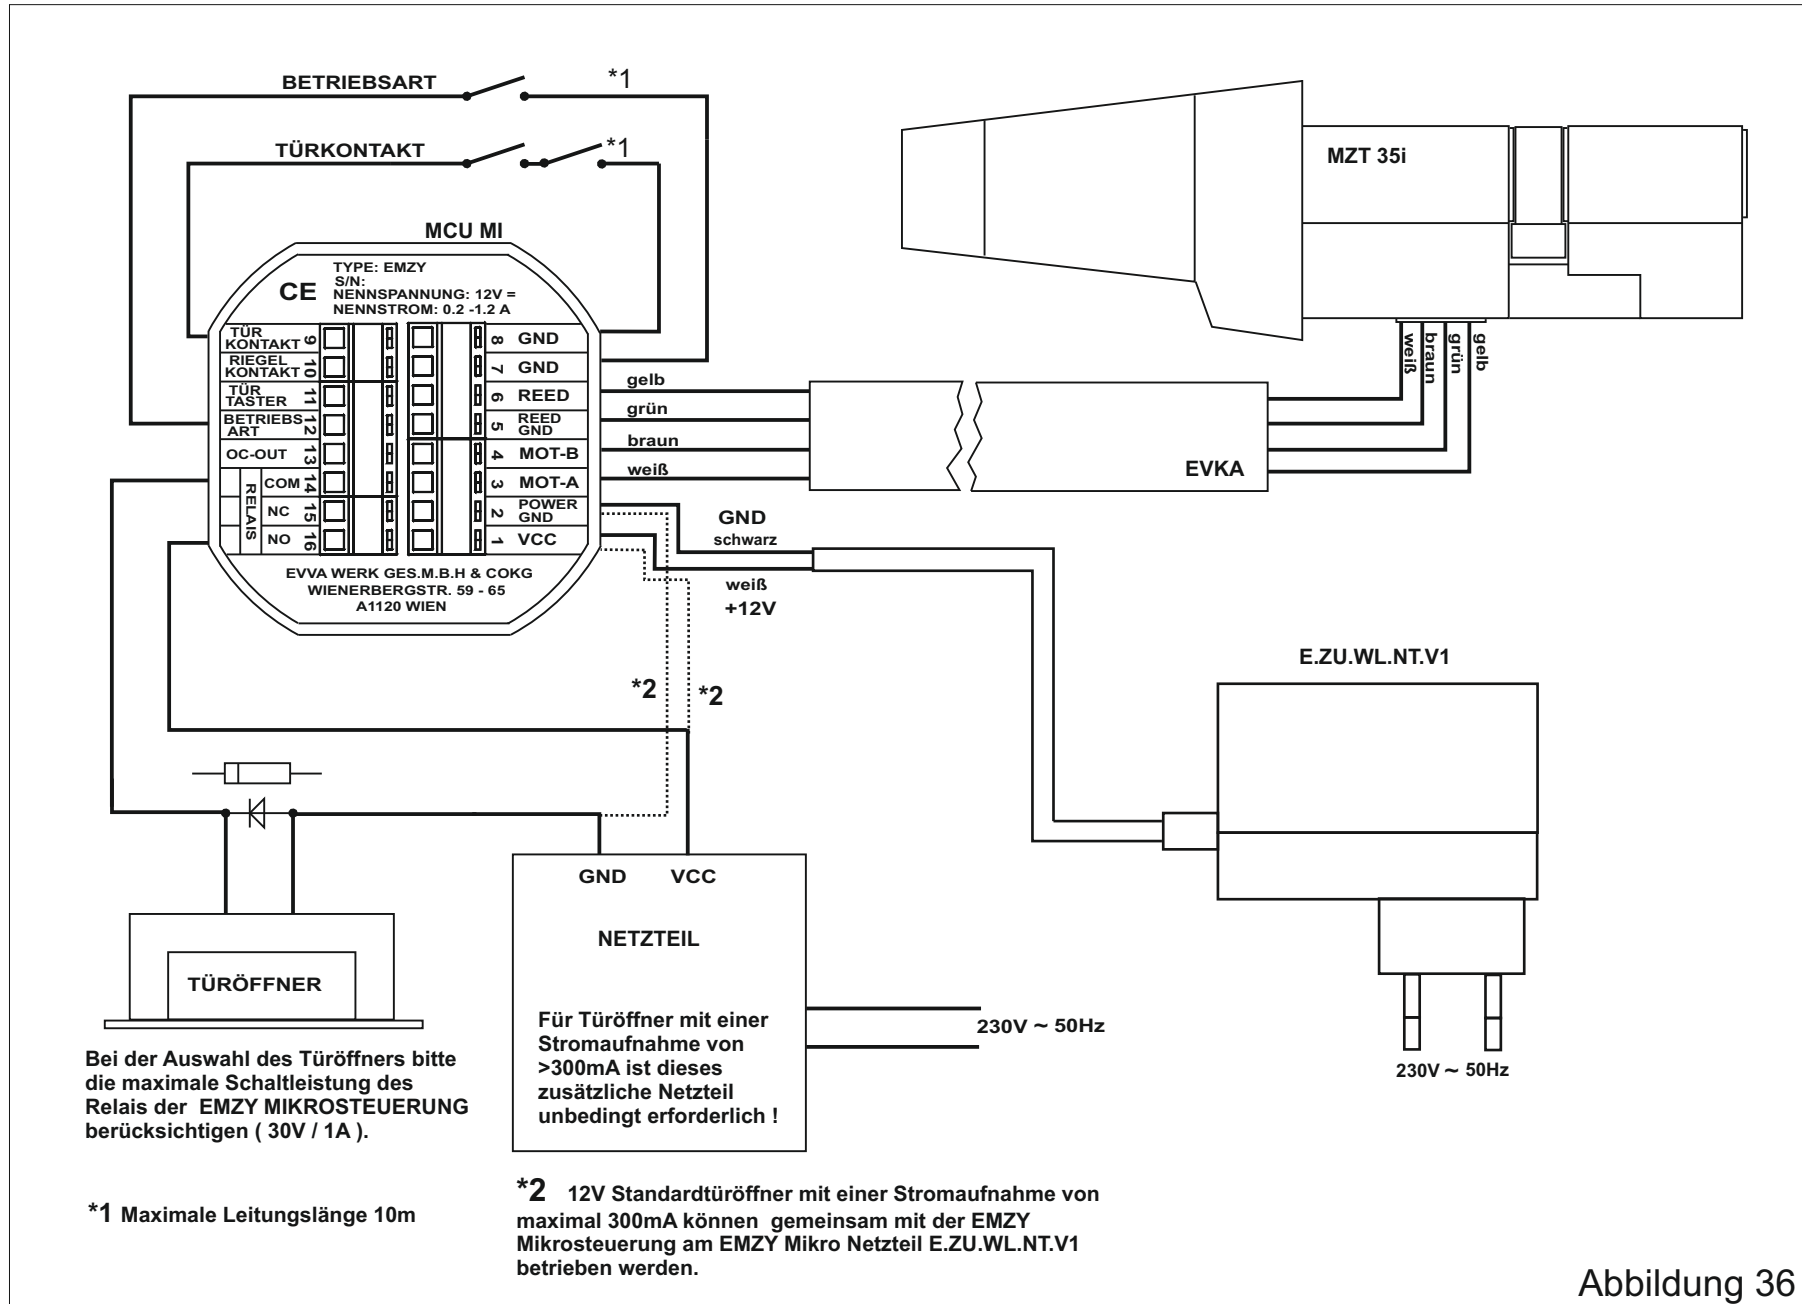 BETRIEBSART
*1
TÜRKONTAKT
*1
MCU MI
TYPE: EMZY
S/N:
CE
NENNSPANNUNG: 12V =
NENNSTROM: 0.2 -1.2 A
TÜR
KONTAKT 9
8 GND
RIEGEL
KONTAKT 10
7 GND
TÜR
TASTER 11
6 REED
BETRIEBS
ART 12
5 REED
GND
OC-OUT 13
4 MOT-B
RELAIS
COM 14
3 MOT-A
NC 15
2 POWER
GND
NO 16
1 VCC
EVVA WERK GES.M.B.H & COKG
WIENERBERGSTR. 59 - 65
A1120 WIEN
gelb
grün
braun
weiß
MZT 35i
weiß
braun
grün
gelb
EVKA
GND
schwarz
weiß
+12V
*2
*2
E.ZU.WL.NT.V1
230V ~ 50Hz
GND VCC
NETZTEIL
Für Türöffner mit einer
Stromaufnahme von
>300mA ist dieses
zusätzliche Netzteil
unbedingt erforderlich !
230V ~ 50Hz
TÜRÖFFNER
Bei der Auswahl des Türöffners bitte
die maximale Schaltleistung des
Relais der EMZY MIKROSTEUERUNG
berücksichtigen ( 30V / 1A ).
*1 Maximale Leitungslänge 10m
*2 12V Standardtüröffner mit einer Stromaufnahme von
maximal 300mA können gemeinsam mit der EMZY
Mikrosteuerung am EMZY Mikro Netzteil E.ZU.WL.NT.V1
betrieben werden.
Abbildung 36